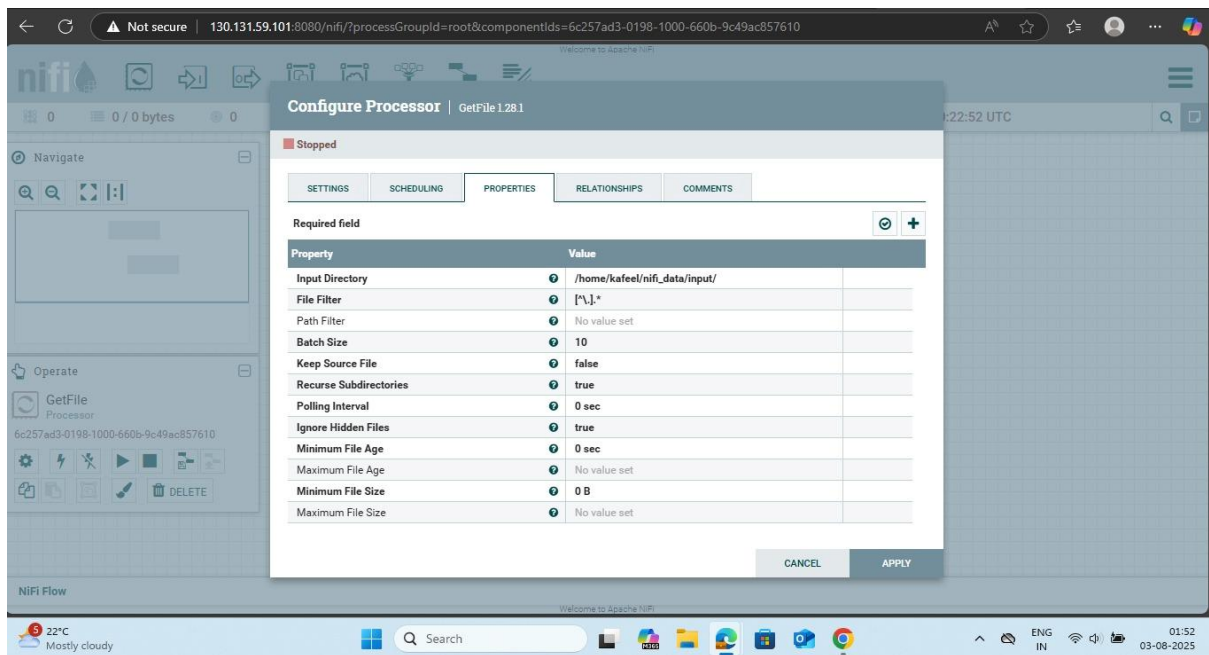 Not secure 130.131.59.101:8080/nifi/?processGroupId=root&componentIds=6c257ad3-0198-1000-660b-9c49ac857610
Welcome to Apache NiFi
nifi
0 0 / 0 bytes 0 :22:52 UTC
Configure Processor | GetFile 1.28.1
Stopped
SETTINGS SCHEDULING PROPERTIES RELATIONSHIPS COMMENTS
Required field
Property Value
Input Directory /home/kafeel/nifi_data/input/
File Filter [^\.].*
Path Filter No value set
Batch Size 10
Keep Source File false
Recurse Subdirectories true
Polling Interval 0 sec
Ignore Hidden Files true
Minimum File Age 0 sec
Maximum File Age No value set
Minimum File Size 0 B
Maximum File Size No value set
CANCEL APPLY
Navigate
Operate
GetFile
Processor
6c257ad3-0198-1000-660b-9c49ac857610
DELETE
NiFi Flow
Welcome to Apache NiFi
5
22°C
Mostly cloudy
Search
M365
ENG
IN
01:52
03-08-2025